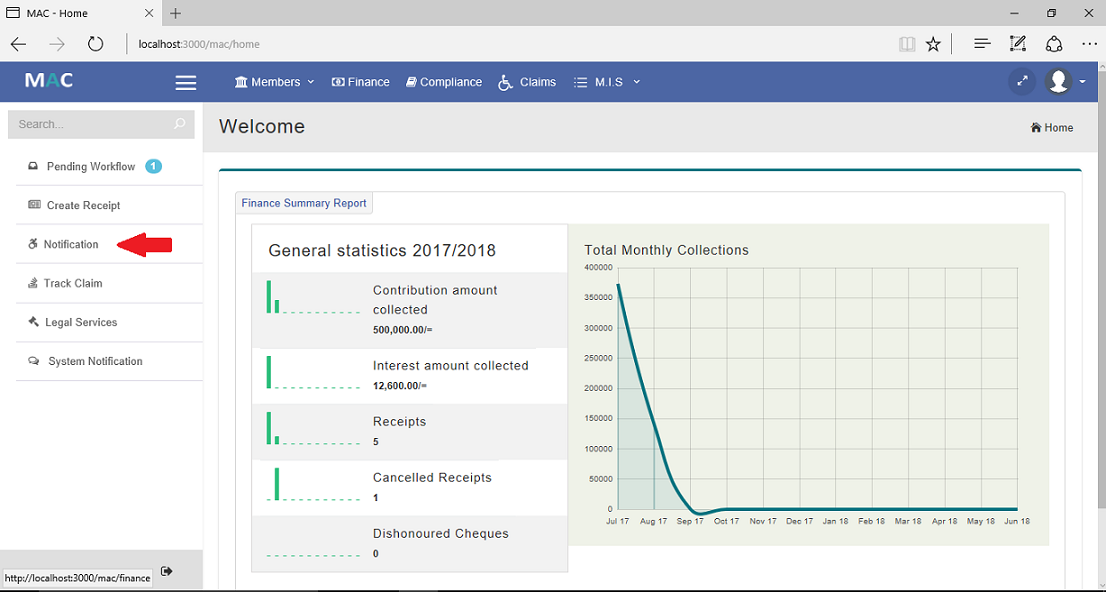 MAC - Home
localhost:3000/mac/home
MAC
Members
Finance
Compliance
Claims
M.I.S
Search...
Welcome
Home
Pending Workflow 1
Create Receipt
Notification
Track Claim
Legal Services
System Notification
Finance Summary Report
General statistics 2017/2018
Contribution amount
collected
500,000.00/=
Interest amount collected
12,600.00/=
Receipts
5
Cancelled Receipts
1
Dishonoured Cheques
0
Total Monthly Collections
400000
350000
300000
250000
200000
150000
100000
50000
0
Jul 17 Aug 17 Sep 17 Oct 17 Nov 17 Dec 17 Jan 18 Feb 18 Mar 18 Apr 18 May 18 Jun 18
http://localhost:3000/mac/finance